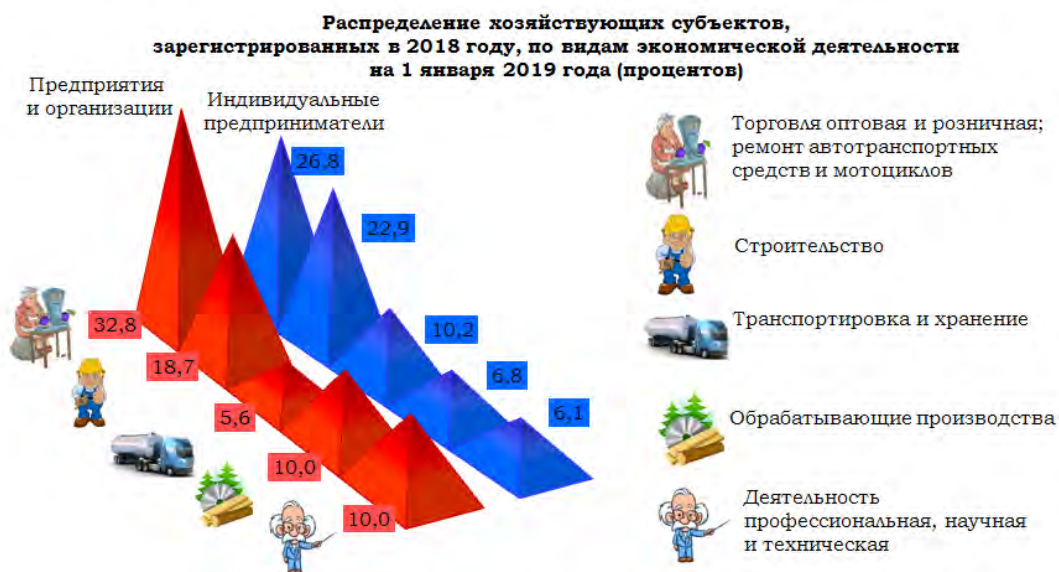 Распределение хозяйствующих субъектов,
зарегистрированных в 2018 году, по видам экономической деятельности
на 1 января 2019 года (процентов)
Предприятия
и организации
Индивидуальные
предприниматели
26,8
22,9
10,2
6,8
6,1
32,8
18,7
5,6
10,0
10,0
Торговля оптовая и розничная;
ремонт автотранспортных
средств и мотоциклов
Строительство
Транспортировка и хранение
Обрабатывающие производства
Деятельность
профессиональная, научная
и техническая